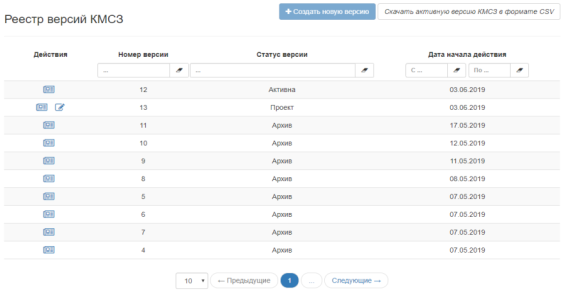 Реестр версий КМСЗ
+ Создать новую версию Скачать активную версию КМСЗ в формате CSV
Действия Номер версии Статус версии Дата начала действия
... ... С ... По ...
12 Активна 03.06.2019
13 Проект 03.06.2019
11 Архив 17.05.2019
10 Архив 12.05.2019
9 Архив 11.05.2019
8 Архив 08.05.2019
5 Архив 07.05.2019
6 Архив 07.05.2019
7 Архив 07.05.2019
4 Архив 07.05.2019
10 ← Предыдущие 1 ... Следующие →